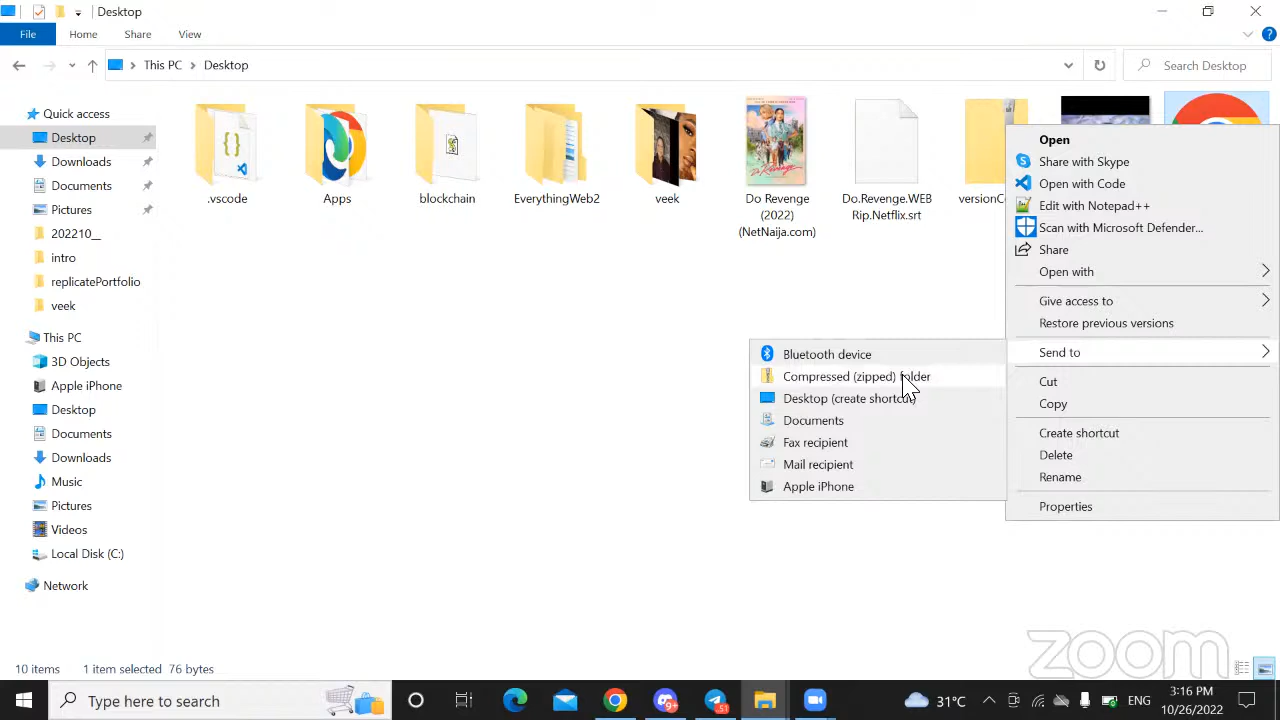 Desktop
File
Home
Share
View
This PC
Desktop
Search Desktop
Quick access
Desktop
Downloads
Documents
Pictures
202210__
intro
replicatePortfolio
veek
This PC
3D Objects
Apple iPhone
Desktop
Documents
Downloads
Music
Pictures
Videos
Local Disk (C:)
Network
.vscode
Apps
blockchain
EverythingWeb2
veek
Do Revenge
(2022)
(NetNaija.com)
Do.Revenge.WEB
Rip.Netflix.srt
Open
Share with Skype
Open with Code
Edit with Notepad++
Scan with Microsoft Defender...
Share
Open with
Give access to
Restore previous versions
Send to
Cut
Copy
Create shortcut
Delete
Rename
Properties
Bluetooth device
Compressed (zipped) folder
Desktop (create shortcut)
Documents
Fax recipient
Mail recipient
Apple iPhone
10 items
1 item selected 76 bytes
zoom
Type here to search
9+
51
31°C
ENG
3:16 PM
10/26/2022